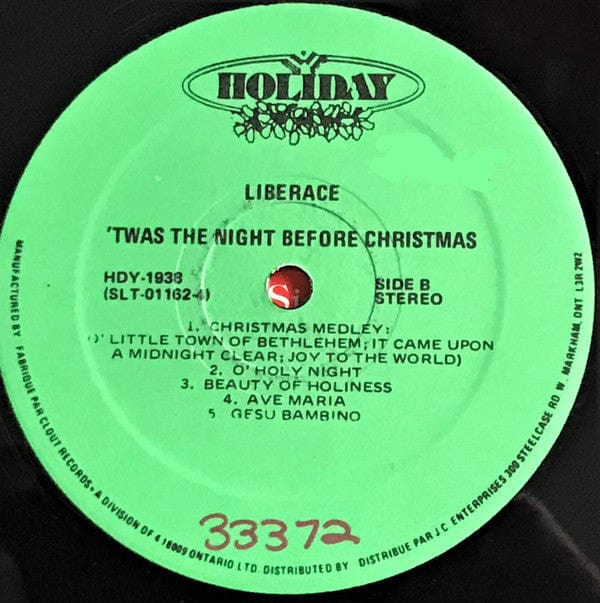 HOLIDAY
LIBERACE
'TWAS THE NIGHT BEFORE CHRISTMAS
HDY-1938 SIDE B
(SLT-01162-4) STEREO
Si
1. CHRISTMAS MEDLEY:
O' LITTLE TOWN OF BETHLEHEM; IT CAME UPON
A MIDNIGHT CLEAR; JOY TO THE WORLD)
2. O' HOLY NIGHT
3. BEAUTY OF HOLINESS
4. AVE MARIA
5 GESU BAMBINO
33372
MANUFACTURED BY FABRIQUE PAR CLOUT RECORDS • A DIVISION OF 418009 ONTARIO LTD. DISTRIBUTED BY DISTRIBUE PAR J C ENTERPRISES 300 STEELCASE RD W. MARKHAM, ONT L3R 2W2